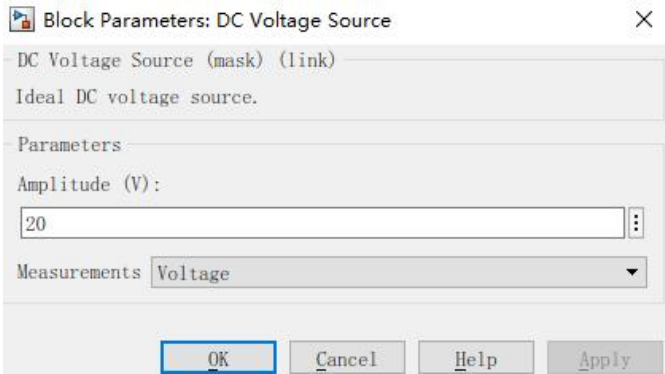 Block Parameters: DC Voltage Source
DC Voltage Source (mask) (link)
Ideal DC voltage source.
Parameters
Amplitude (V):
20
Measurements Voltage
OK Cancel Help Apply